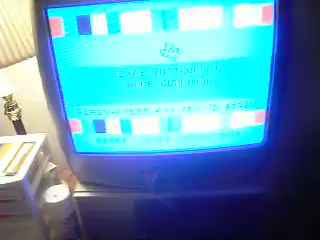 TEXAS INSTRUMENTS
HOME COMPUTER
READY-PRESS ANY KEY TO BEGIN